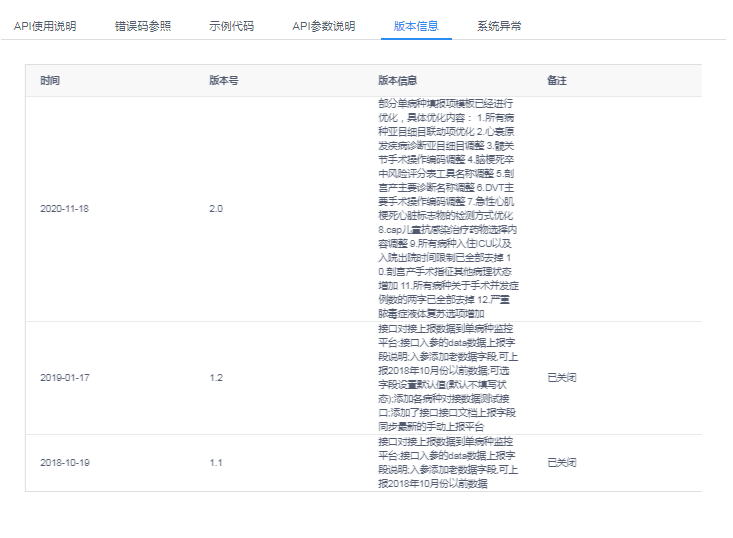 API使用说明 错误码参照 示例代码 API参数说明 版本信息 系统异常
时间 版本号 版本信息 备注
部分单病种填报项模板已经进行
优化，具体优化内容： 1.所有病
种亚目细目联动项优化 2.心衰原
发疾病诊断亚目细目调整 3.髋关
节手术操作编码调整 4.脑梗死卒
中风险评分表工具名称调整 5.剖
宫产主要诊断名称调整 6.DVT主
要手术操作编码调整 7.急性心肌
梗死心脏标志物的检测方式优化
2020-11-18 2.0
8.cap儿童抗感染治疗药物选择内
容调整 9.所有病种入住ICU以及
入院出院时间限制已全部去掉 1
0.剖宫产手术指征其他病理状态
增加 11.所有病种关于手术并发症
例数的两字已全部去掉 12.严重
脓毒症液体复苏选项增加
接口对接上报数据到单病种监控
平台;接口入参的data数据上报字
段说明;入参添加老数据字段,可上
报2018年10月份以前数据;可选
2019-01-17 1.2 字段设置默认值(默认不填写状 已关闭
态);添加各病种对接数据测试接
口;添加了接口接口文档上报字段
同步最新的手动上报平台
接口对接上报数据到单病种监控
平台;接口入参的data数据上报字
2018-10-19 1.1 段说明;入参添加老数据字段,可上 已关闭
报2018年10月份以前数据